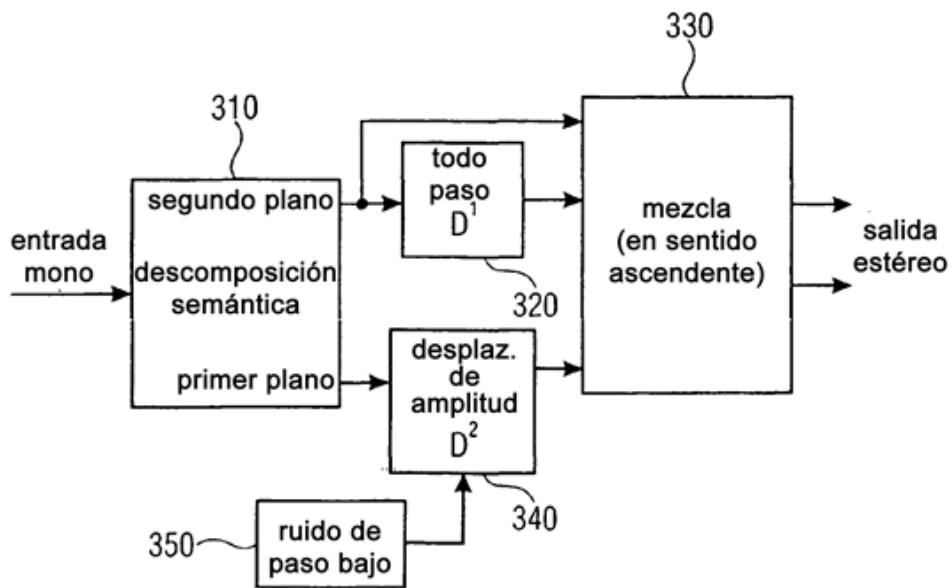 330
310
segundo plano
todo
paso
D¹
entrada
mono
descomposición
semántica
320
mezcla
(en sentido
ascendente)
salida
estéreo
primer plano
desplaz.
de
amplitud
D²
340
350
ruido de
paso bajo